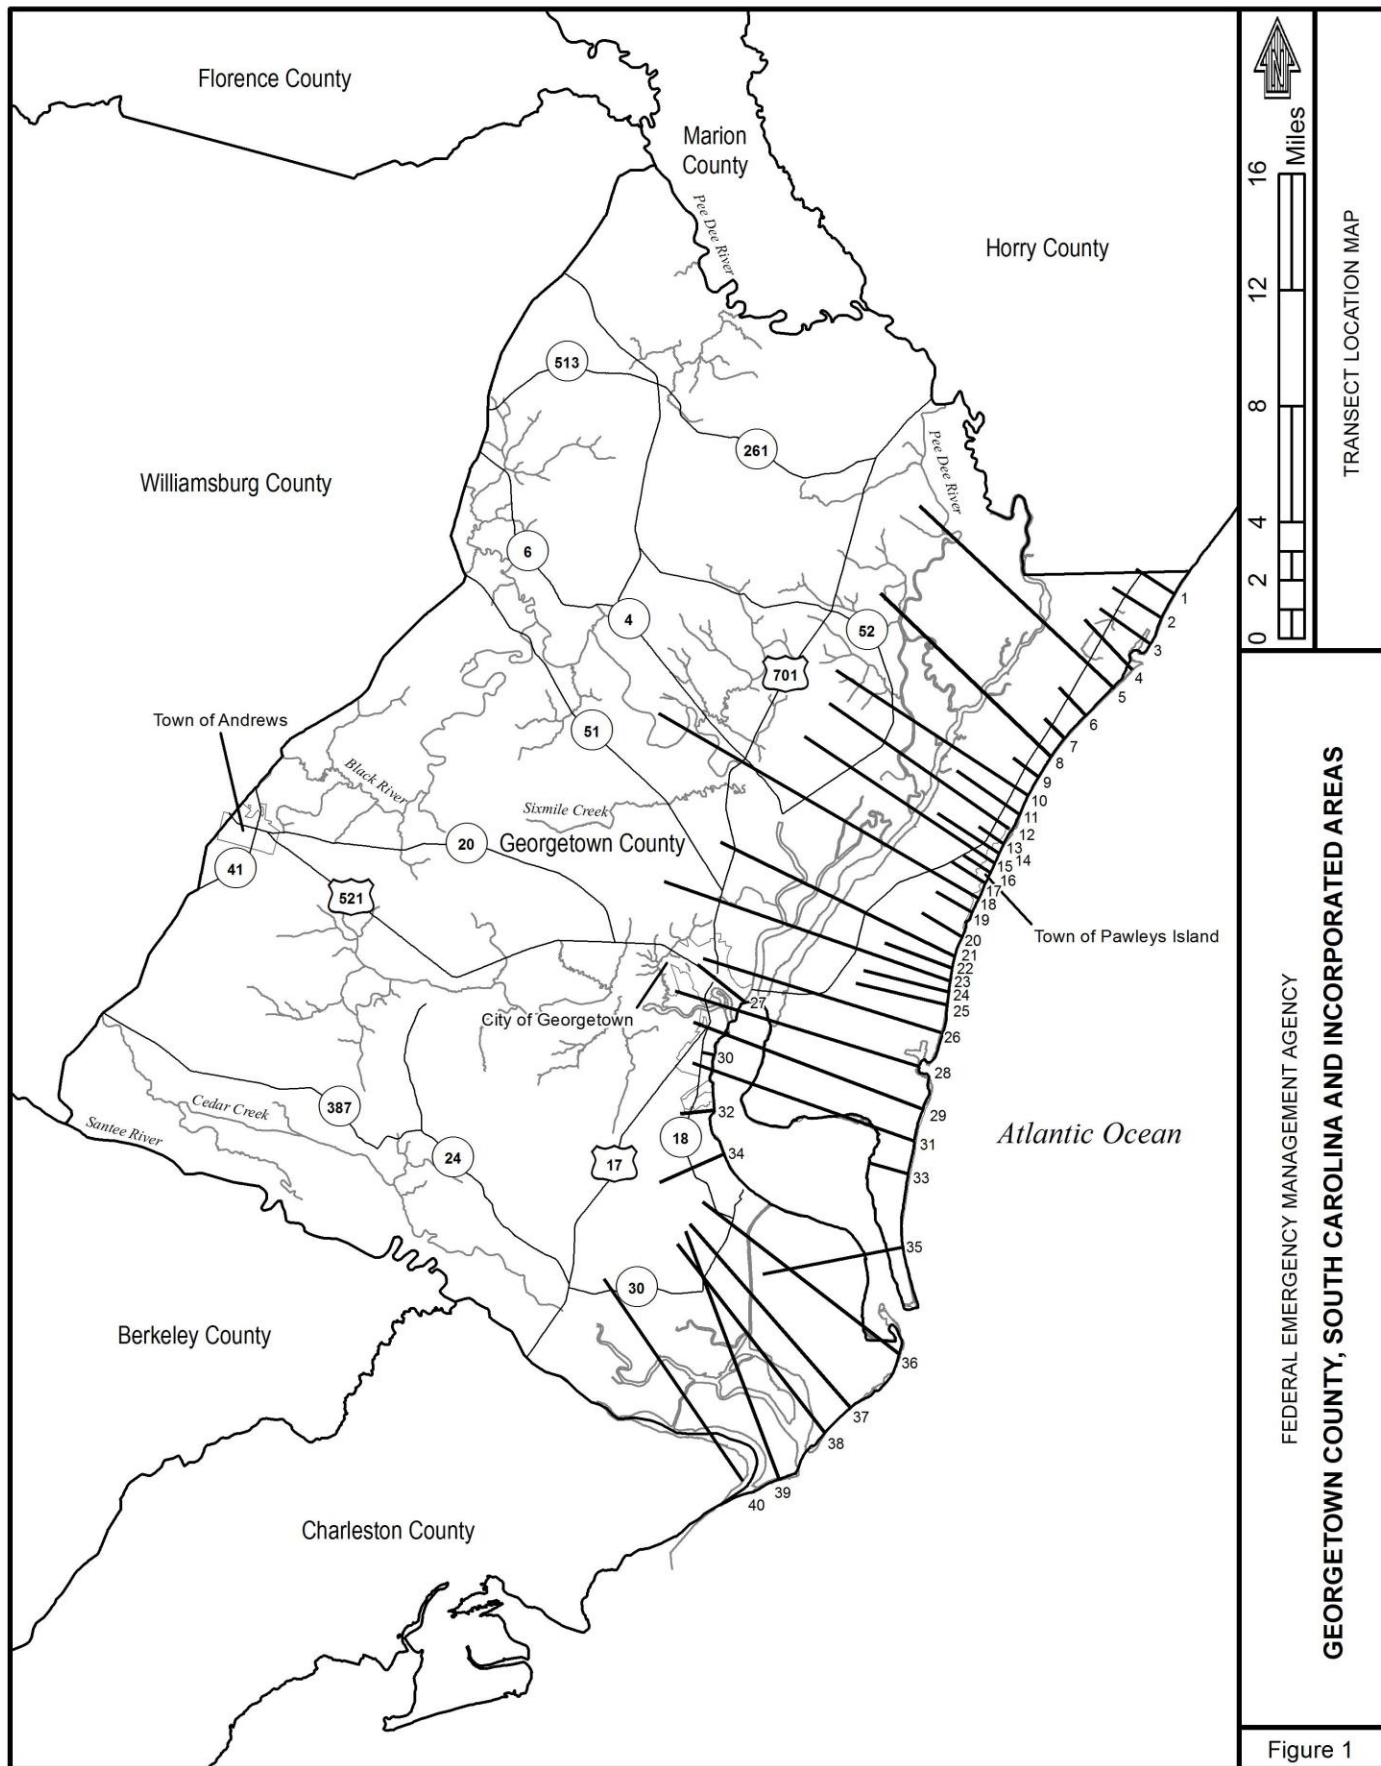 Florence County
Marion
County
Pee Dee River
Horry County
513
261
Pee Dee River
Williamsburg County
6
4
52
701
51
Town of Andrews
Black River
Sixmile Creek
20
Georgetown County
41
521
City of Georgetown
Town of Pawleys Island
1
2
3
4
5
6
7
8
9
10
11
12
13
14
15
16
17
18
19
20
21
22
23
24
25
26
27
28
29
30
31
32
33
34
35
36
37
38
39
40
387
Cedar Creek
Santee River
24
17
18
30
Atlantic Ocean
Berkeley County
Charleston County
N
0 2 4 8 12 16
Miles
TRANSECT LOCATION MAP
FEDERAL EMERGENCY MANAGEMENT AGENCY
GEORGETOWN COUNTY, SOUTH CAROLINA AND INCORPORATED AREAS
Figure 1